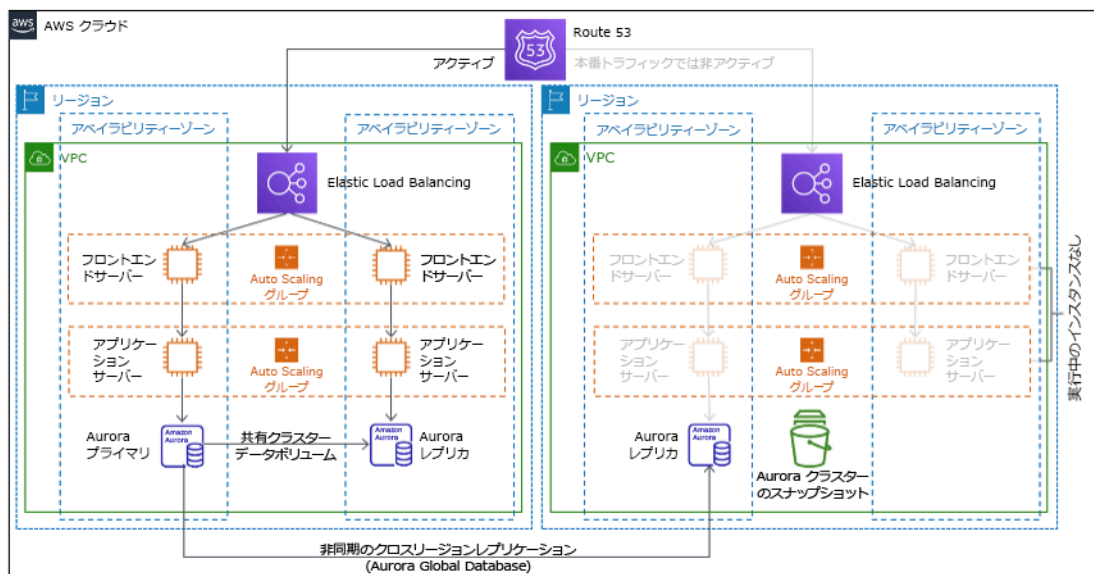 aws
AWS クラウド
Route 53
53
アクティブ
本番トラフィックでは非アクティブ
リージョン
アベイラビリティーゾーン
アベイラビリティーゾーン
VPC
Elastic Load Balancing
フロントエン
ドサーバー
Auto Scaling
グループ
フロントエン
ドサーバー
アプリケー
ション
サーバー
Auto Scaling
グループ
アプリケー
ション
サーバー
Aurora
プライマリ
Amazon
Aurora
共有クラスター
データボリューム
Amazon
Aurora
Aurora
レプリカ
リージョン
アベイラビリティーゾーン
アベイラビリティーゾーン
VPC
Elastic Load Balancing
フロントエン
ドサーバー
Auto Scaling
グループ
フロントエン
ドサーバー
アプリケー
ション
サーバー
Auto Scaling
グループ
アプリケー
ション
サーバー
実行中のインスタンスなし
Aurora
レプリカ
Amazon
Aurora
Aurora クラスター
のスナップショット
非同期のクロスリージョンレプリケーション
(Aurora Global Database)